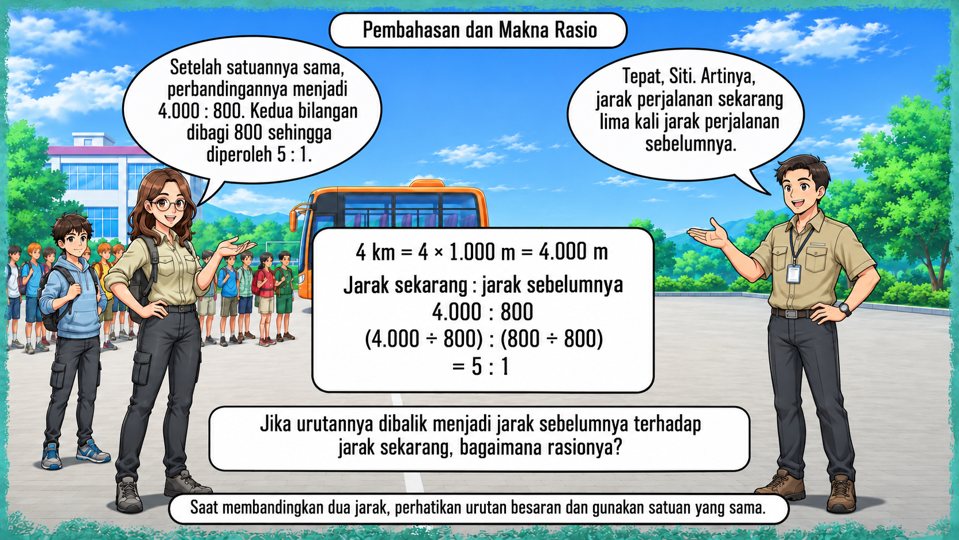 Pembahasan dan Makna Rasio
Setelah satuannya sama,
perbandingannya menjadi
4.000 : 800. Kedua bilangan
dibagi 800 sehingga
diperoleh 5 : 1.
Tepat, Siti. Artinya,
jarak perjalanan sekarang
lima kali jarak perjalanan
sebelumnya.
4 km = 4 × 1.000 m = 4.000 m
Jarak sekarang : jarak sebelumnya
4.000 : 800
(4.000 ÷ 800) : (800 ÷ 800)
= 5 : 1
Jika urutannya dibalik menjadi jarak sebelumnya terhadap
jarak sekarang, bagaimana rasionya?
Saat membandingkan dua jarak, perhatikan urutan besaran dan gunakan satuan yang sama.